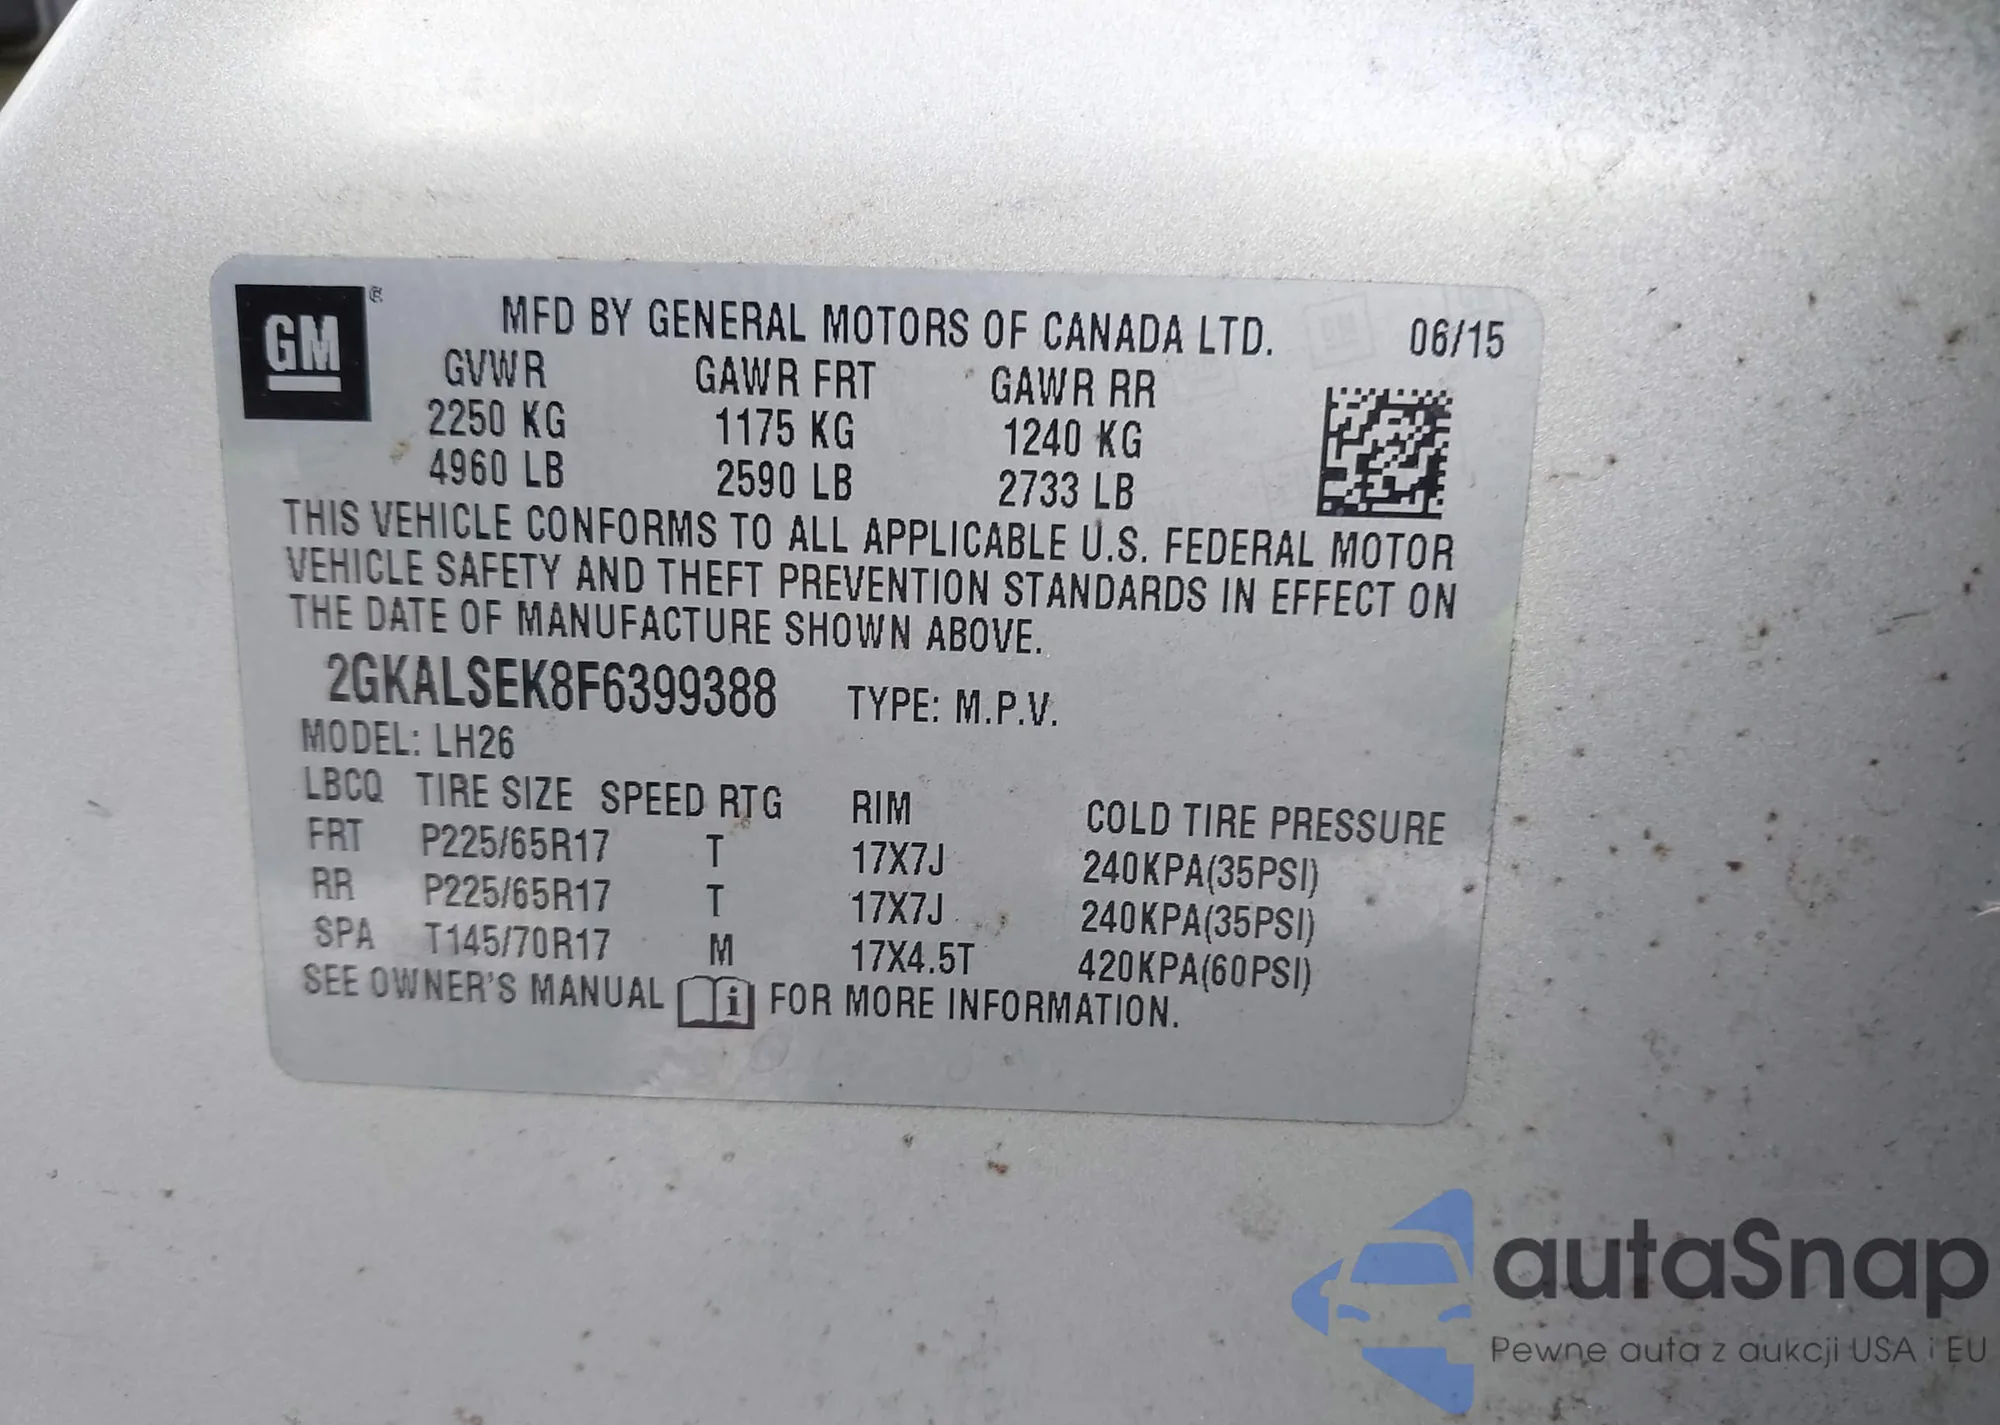 GM ®
MFD BY GENERAL MOTORS OF CANADA LTD. 06/15
GVWR GAWR FRT GAWR RR
2250 KG 1175 KG 1240 KG
4960 LB 2590 LB 2733 LB
THIS VEHICLE CONFORMS TO ALL APPLICABLE U.S. FEDERAL MOTOR
VEHICLE SAFETY AND THEFT PREVENTION STANDARDS IN EFFECT ON
THE DATE OF MANUFACTURE SHOWN ABOVE.
2GKALSEK8F6399388 TYPE: M.P.V.
MODEL: LH26
LBCQ TIRE SIZE SPEED RTG RIM COLD TIRE PRESSURE
FRT P225/65R17 T 17X7J 240KPA(35PSI)
RR P225/65R17 T 17X7J 240KPA(35PSI)
SPA T145/70R17 M 17X4.5T 420KPA(60PSI)
SEE OWNER'S MANUAL i FOR MORE INFORMATION.
autaSnap
Pewne auta z aukcji USA i EU